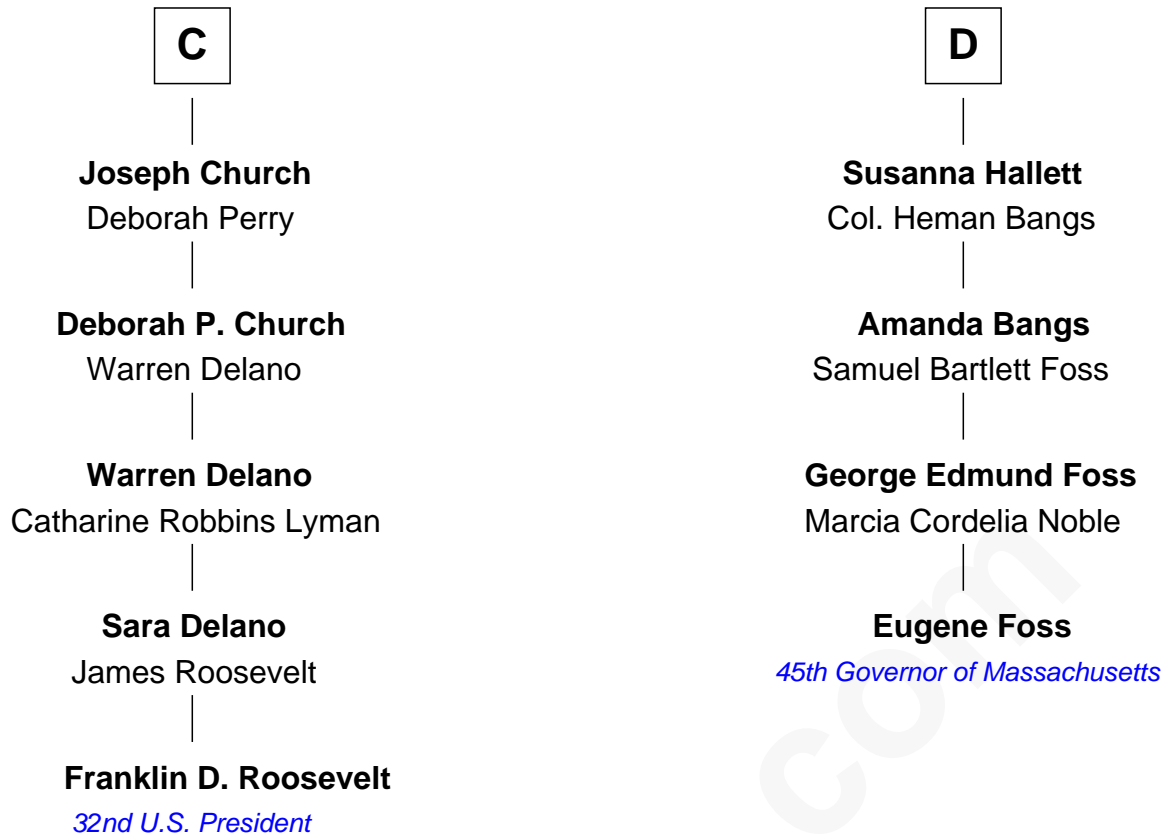 C
Joseph Church
Deborah Perry
Deborah P. Church
Warren Delano
Warren Delano
Catharine Robbins Lyman
Sara Delano
James Roosevelt
Franklin D. Roosevelt
32nd U.S. President
D
Susanna Hallett
Col. Heman Bangs
Amanda Bangs
Samuel Bartlett Foss
George Edmund Foss
Marcia Cordelia Noble
Eugene Foss
45th Governor of Massachusetts
com